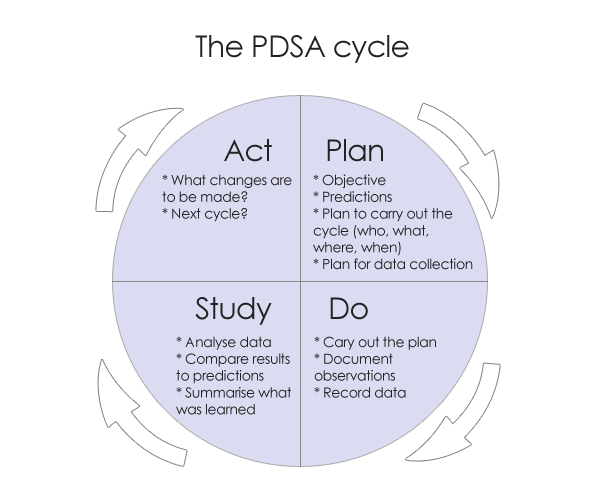 The PDSA cycle
Act
* What changes are
to be made?
* Next cycle?
Plan
* Objective
* Predictions
* Plan to carry out the
cycle (who, what,
where, when)
* Plan for data collection
Study
* Analyse data
* Compare results
to predictions
* Summarise what
was learned
Do
* Cary out the plan
* Document
observations
* Record data